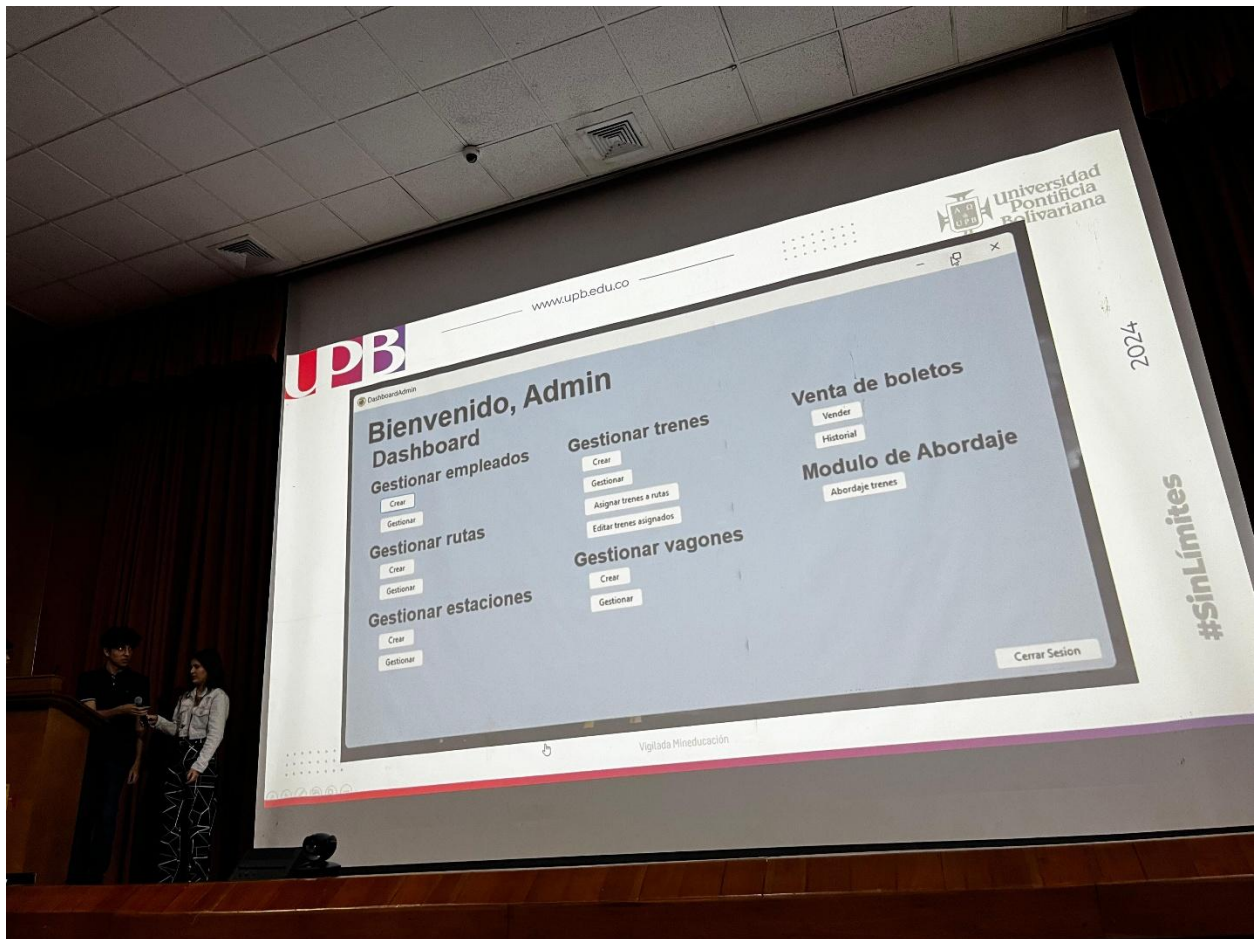 Universidad
Pontificia
Bolivariana
www.upb.edu.co
UPB
2024
DashboardAdmin
Bienvenido, Admin
Dashboard
Gestionar empleados
Crear
Gestionar
Gestionar rutas
Crear
Gestionar
Gestionar estaciones
Crear
Gestionar
Gestionar trenes
Crear
Gestionar
Asignar trenes a rutas
Editar trenes asignados
Gestionar vagones
Crear
Gestionar
Venta de boletos
Vender
Historial
Modulo de Abordaje
Abordaje trenes
Cerrar Sesion
#SinLímites
Vigilada Mineducación